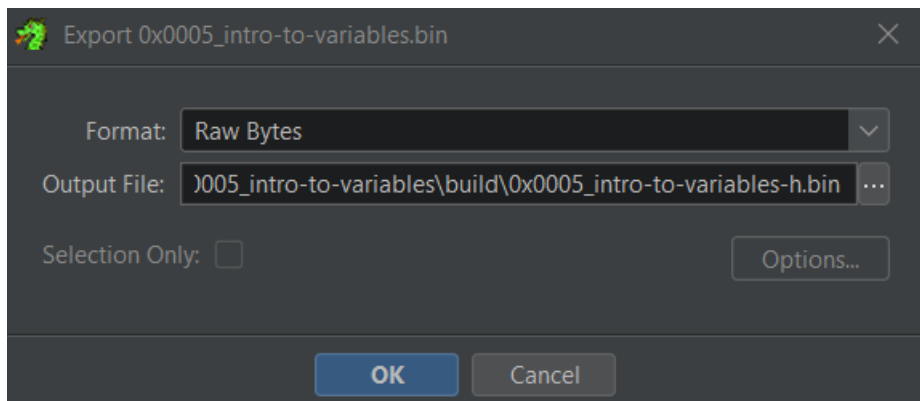 Export 0x0005_intro-to-variables.bin
Format: Raw Bytes
Output File: 0005_intro-to-variables\build\0x0005_intro-to-variables-h.bin ...
Selection Only: Options...
OK Cancel